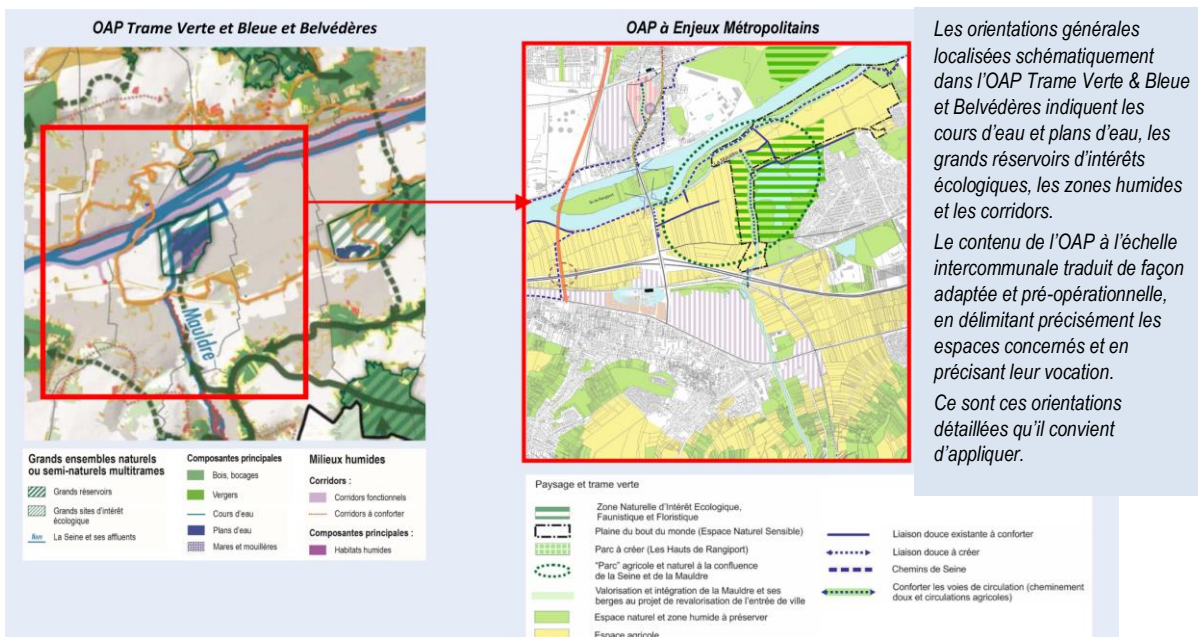 OAP Trame Verte et Bleue et Belvédères
Mauldre
Grands ensembles naturels
ou semi-naturels multitrames
Grands réservoirs
Grands sites d'intérêt
écologique
La Seine et ses affluents
Composantes principales
Bois, bocages
Vergers
Cours d'eau
Plans d'eau
Mares et mouillères
Milieux humides
Corridors :
Corridors fonctionnels
Corridors à conforter
Composantes principales :
Habitats humides
OAP à Enjeux Métropolitains
Paysage et trame verte
Zone Naturelle d'Intérêt Ecologique,
Faunistique et Floristique
Plaine du bout du monde (Espace Naturel Sensible)
Parc à créer (Les Hauts de Rangiport)
"Parc" agricole et naturel à la confluence
de la Seine et de la Mauldre
Valorisation et intégration de la Mauldre et ses
berges au projet de revalorisation de l'entrée de ville
Espace naturel et zone humide à préserver
Espace agricole
Liaison douce existante à conforter
Liaison douce à créer
Chemins de Seine
Conforter les voies de circulation (cheminement
doux et circulations agricoles)
Les orientations générales
localisées schématiquement
dans l'OAP Trame Verte & Bleue
et Belvédères indiquent les
cours d'eau et plans d'eau, les
grands réservoirs d'intérêts
écologiques, les zones humides
et les corridors.
Le contenu de l'OAP à l'échelle
intercommunale traduit de façon
adaptée et pré-opérationnelle,
en délimitant précisément les
espaces concernés et en
précisant leur vocation.
Ce sont ces orientations
détaillées qu'il convient
d'appliquer.